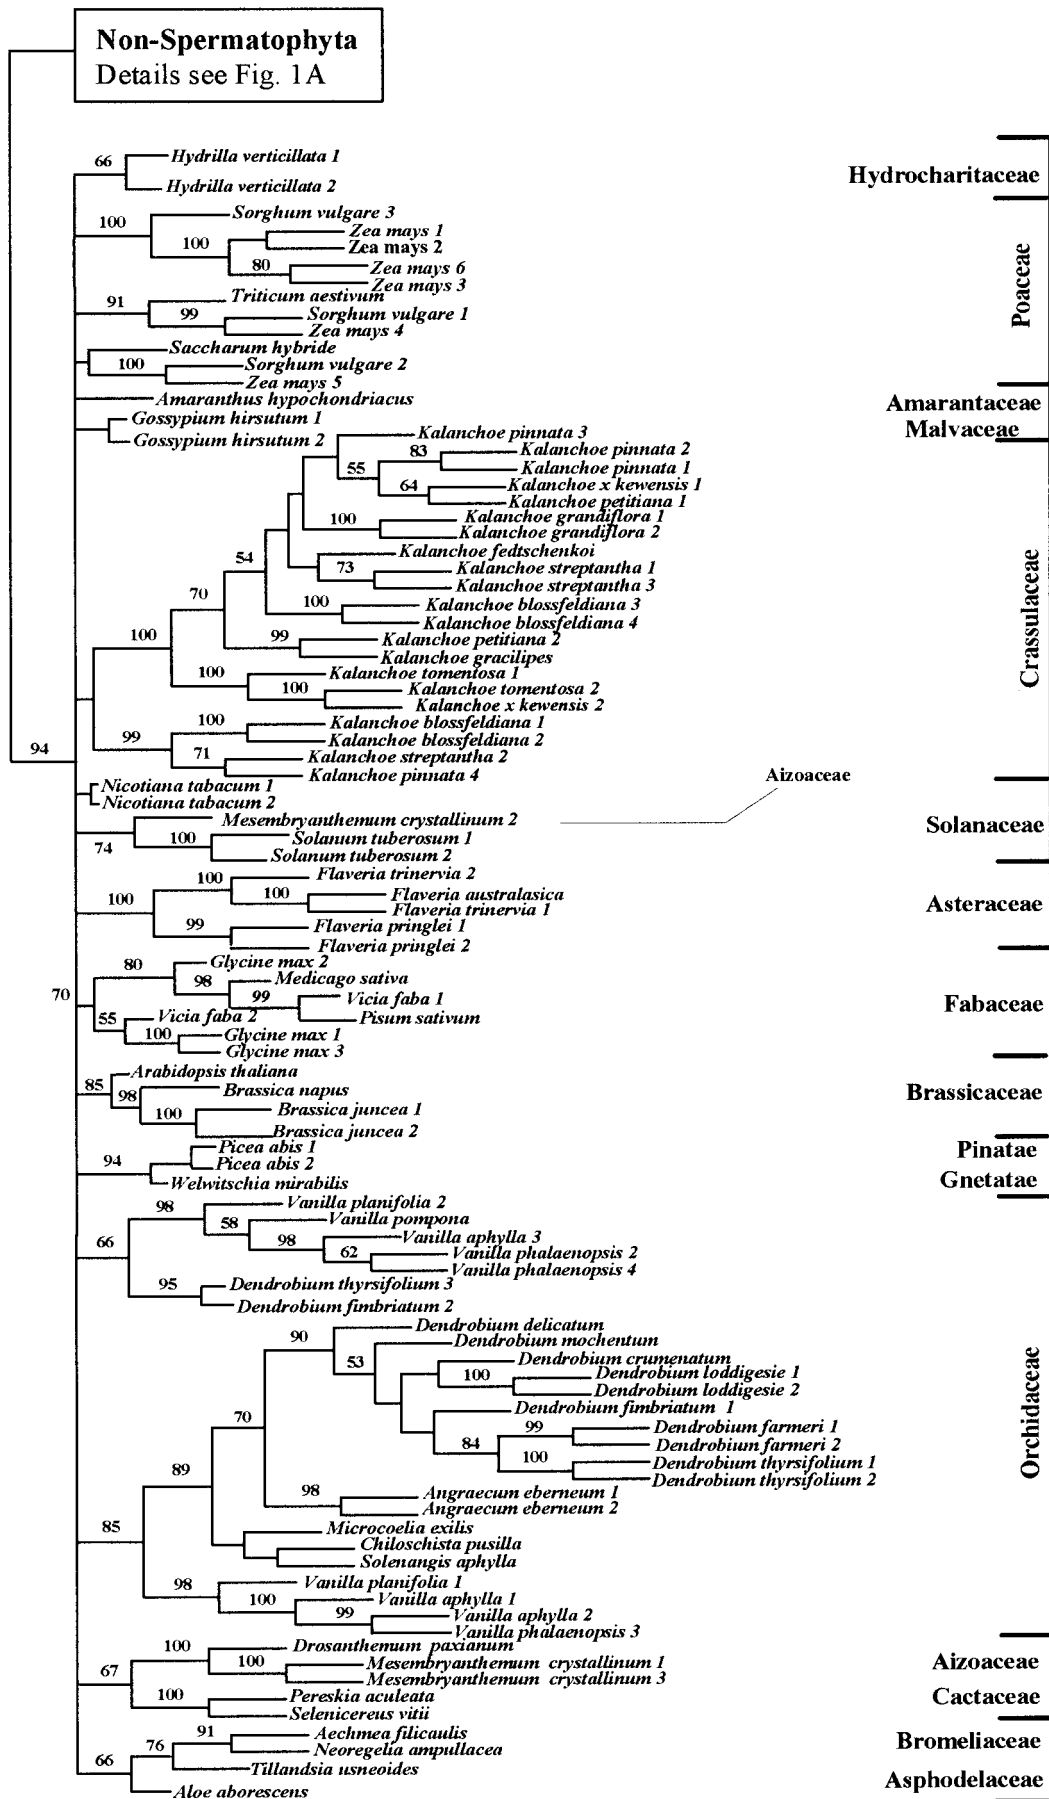 Non-Spermatophyta
Details see Fig. 1A
66
Hydrilla verticillata 1
Hydrilla verticillata 2
Hydrocharitaceae
100
Sorghum vulgare 3
100
Zea mays 1
Zea mays 2
80
Zea mays 6
Zea mays 3
91
Triticum aestivum
99
Sorghum vulgare 1
Zea mays 4
Saccharum hybride
100
Sorghum vulgare 2
Zea mays 5
Poaceae
Amaranthus hypochondriacus
Amarantaceae
Gossypium hirsutum 1
Gossypium hirsutum 2
Malvaceae
Kalanchoe pinnata 3
83
Kalanchoe pinnata 2
55
Kalanchoe pinnata 1
64
Kalanchoe x kewensis 1
Kalanchoe petitiana 1
100
Kalanchoe grandiflora 1
Kalanchoe grandiflora 2
54
Kalanchoe fedtschenkoi
73
Kalanchoe streptantha 1
Kalanchoe streptantha 3
70
100
Kalanchoe blossfeldiana 3
Kalanchoe blossfeldiana 4
100
99
Kalanchoe petitiana 2
Kalanchoe gracilipes
100
Kalanchoe tomentosa 1
100
Kalanchoe tomentosa 2
Kalanchoe x kewensis 2
99
100
Kalanchoe blossfeldiana 1
Kalanchoe blossfeldiana 2
71
Kalanchoe streptantha 2
Kalanchoe pinnata 4
Crassulaceae
94
Nicotiana tabacum 1
Nicotiana tabacum 2
Aizoaceae
74
Mesembryanthemum crystallinum 2
100
Solanum tuberosum 1
Solanum tuberosum 2
Solanaceae
100
100
Flaveria trinervia 2
100
Flaveria australasica
Flaveria trinervia 1
99
Flaveria pringlei 1
Flaveria pringlei 2
Asteraceae
70
80
Glycine max 2
98
Medicago sativa
99
Vicia faba 1
Pisum sativum
55
Vicia faba 2
100
Glycine max 1
Glycine max 3
Fabaceae
85
Arabidopsis thaliana
98
Brassica napus
100
Brassica juncea 1
Brassica juncea 2
Brassicaceae
94
Picea abis 1
Picea abis 2
Pinatae
Welwitschia mirabilis
Gnetatae
66
98
Vanilla planifolia 2
58
Vanilla pompona
98
Vanilla aphylla 3
62
Vanilla phalaenopsis 2
Vanilla phalaenopsis 4
95
Dendrobium thyrsifolium 3
Dendrobium fimbriatum 2
90
Dendrobium delicatum
53
Dendrobium mochentum
Dendrobium crumenatum
100
Dendrobium loddigesie 1
Dendrobium loddigesie 2
70
Dendrobium fimbriatum 1
84
99
Dendrobium farmeri 1
Dendrobium farmeri 2
100
Dendrobium thyrsifolium 1
Dendrobium thyrsifolium 2
89
98
Angraecum eberneum 1
Angraecum eberneum 2
85
Microcoelia exilis
Chiloschista pusilla
Solenangis aphylla
98
Vanilla planifolia 1
100
Vanilla aphylla 1
99
Vanilla aphylla 2
Vanilla phalaenopsis 3
Orchidaceae
67
100
Drosanthemum paxianum
100
Mesembryanthemum crystallinum 1
Mesembryanthemum crystallinum 3
Aizoaceae
100
Pereskia aculeata
Selenicereus vitii
Cactaceae
66
76
91
Aechmea filicaulis
Neoregelia ampullacea
Tillandsia usneoides
Bromeliaceae
Aloe aborescens
Asphodelaceae